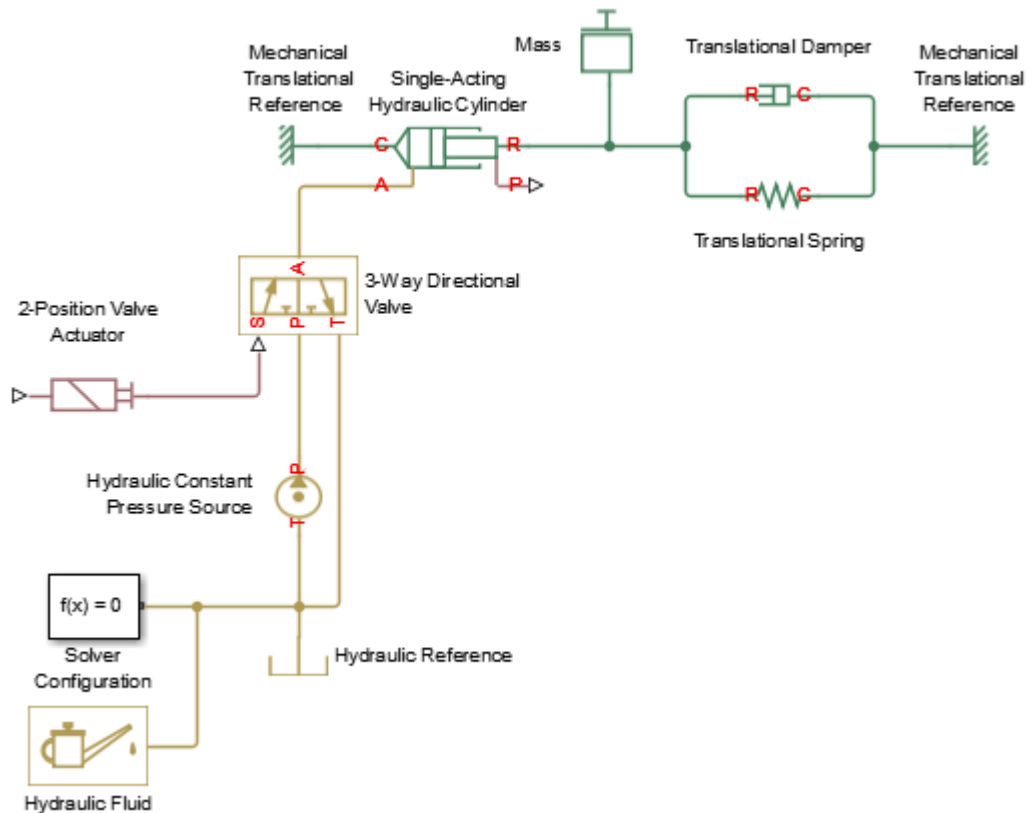 Mass
Translational Damper
Mechanical
Translational
Reference
Single-Acting
Hydraulic Cylinder
Mechanical
Translational
Reference
R
C
C
R
A
P
R
C
Translational Spring
A
3-Way Directional
Valve
S
P
T
2-Position Valve
Actuator
P
Hydraulic Constant
Pressure Source
T
f(x) = 0
Solver
Configuration
Hydraulic Reference
Hydraulic Fluid